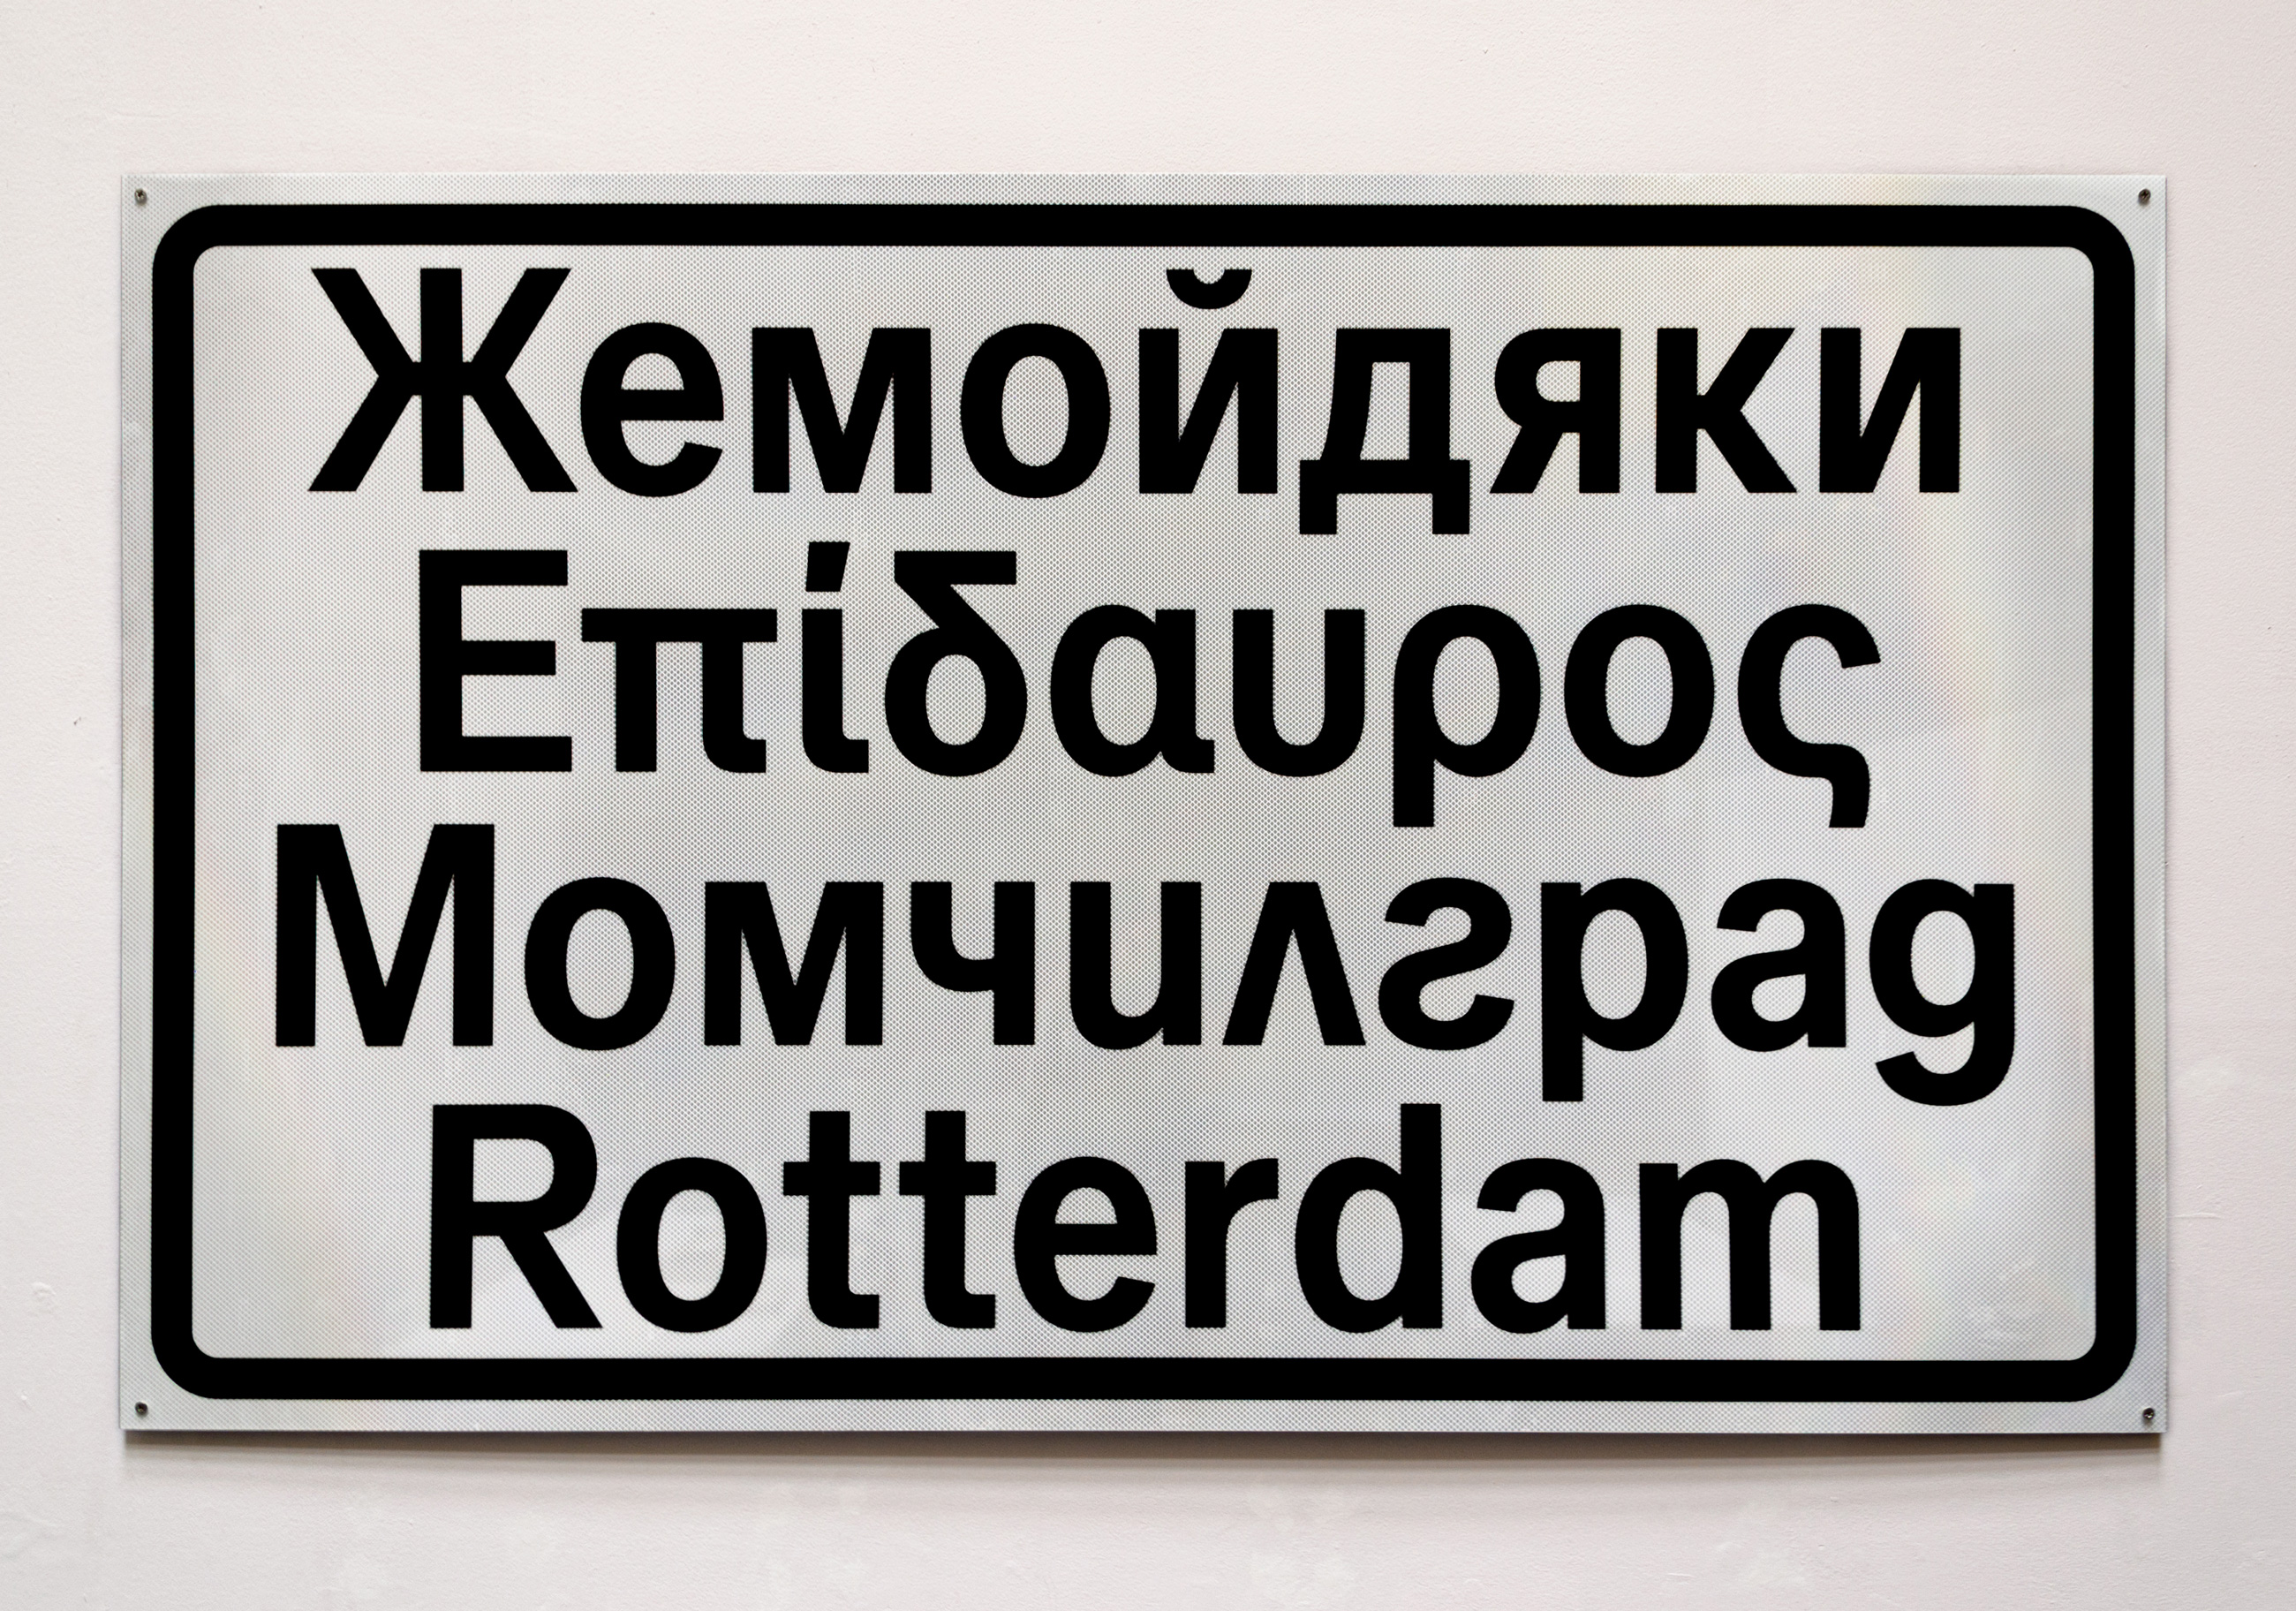 Жемойдяки
Επίδαυρος
Момчилград
Rotterdam